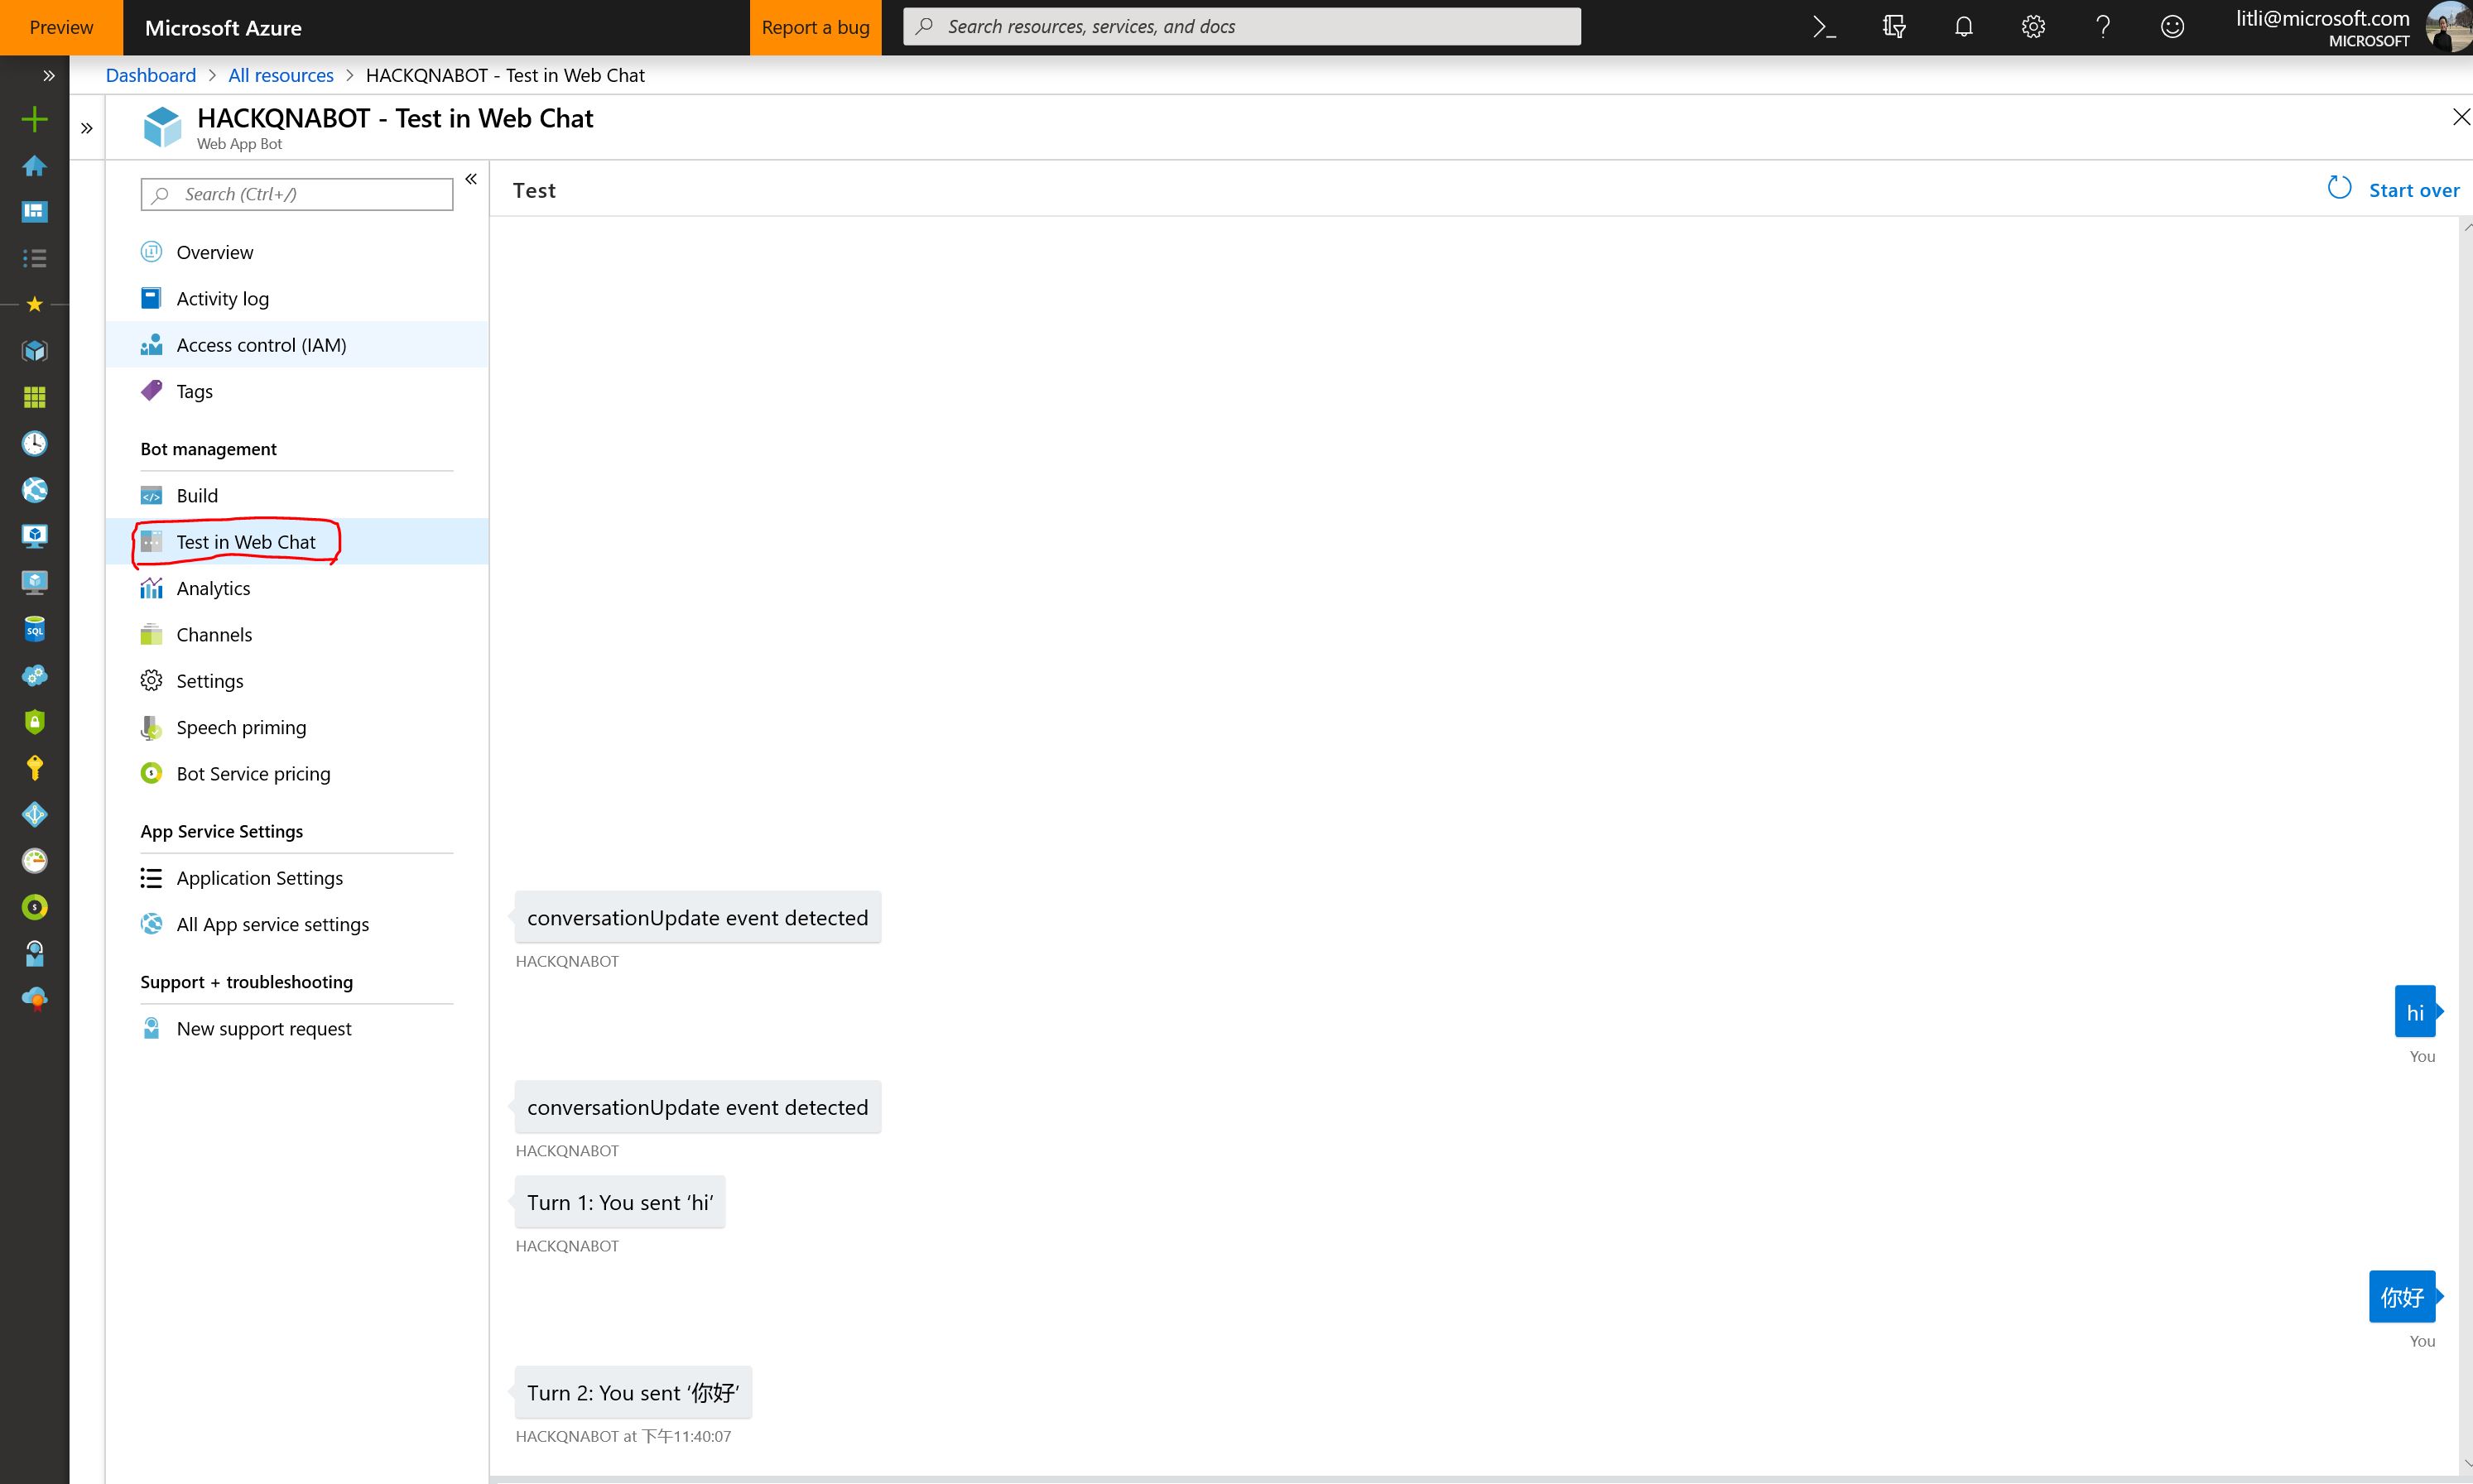 Preview
Microsoft Azure
Report a bug
Search resources, services, and docs
litli@microsoft.com
MICROSOFT
Dashboard > All resources > HACKQNABOT - Test in Web Chat
HACKQNABOT - Test in Web Chat
Web App Bot
Search (Ctrl+/)
Overview
Activity log
Access control (IAM)
Tags
Bot management
Build
Test in Web Chat
Analytics
Channels
Settings
Speech priming
Bot Service pricing
App Service Settings
Application Settings
All App service settings
Support + troubleshooting
New support request
Test
Start over
conversationUpdate event detected
HACKQNABOT
hi
You
conversationUpdate event detected
HACKQNABOT
Turn 1: You sent ‘hi’
HACKQNABOT
你好
You
Turn 2: You sent ‘你好’
HACKQNABOT at 下午11:40:07